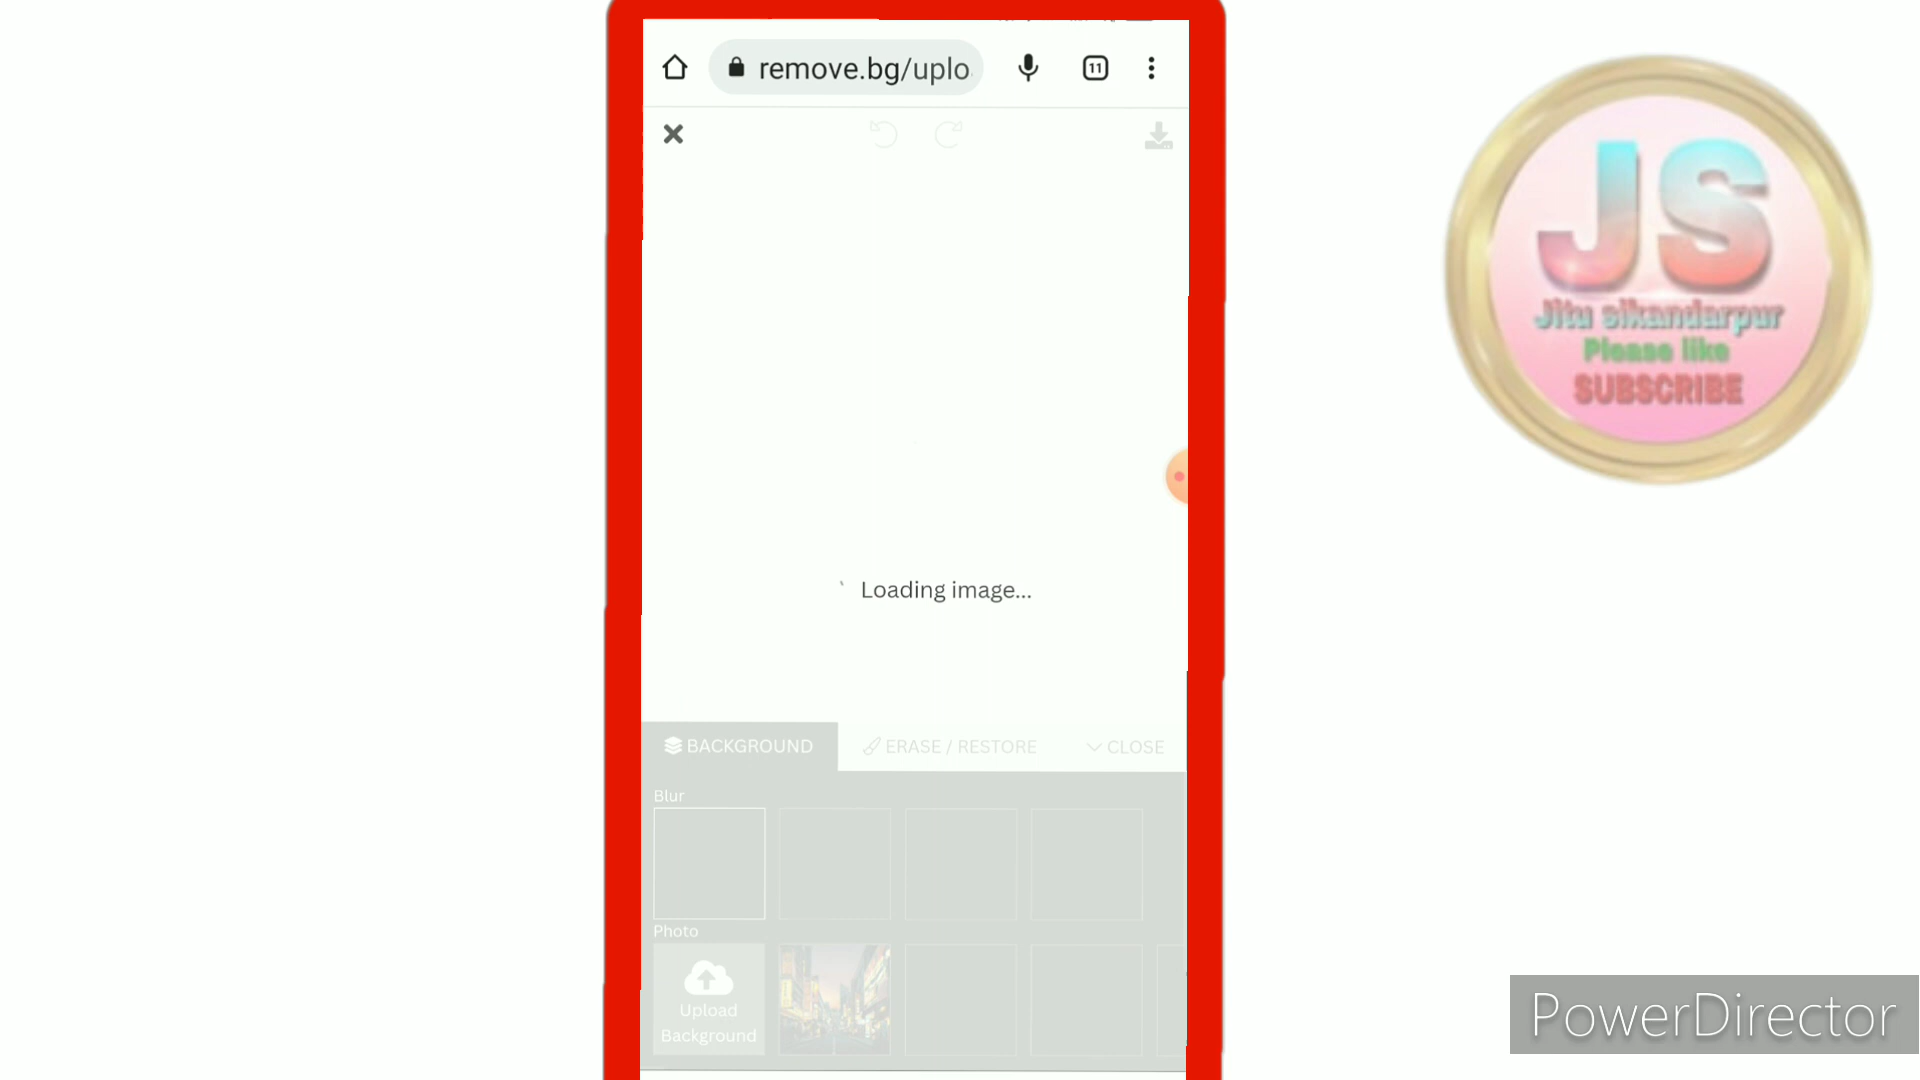 remove.bg/uplo
11
Loading image...
BACKGROUND
ERASE / RESTORE
CLOSE
Blur
Photo
Upload
Background
JS
Jitu sikandarpur
Please like
SUBSCRIBE
PowerDirector